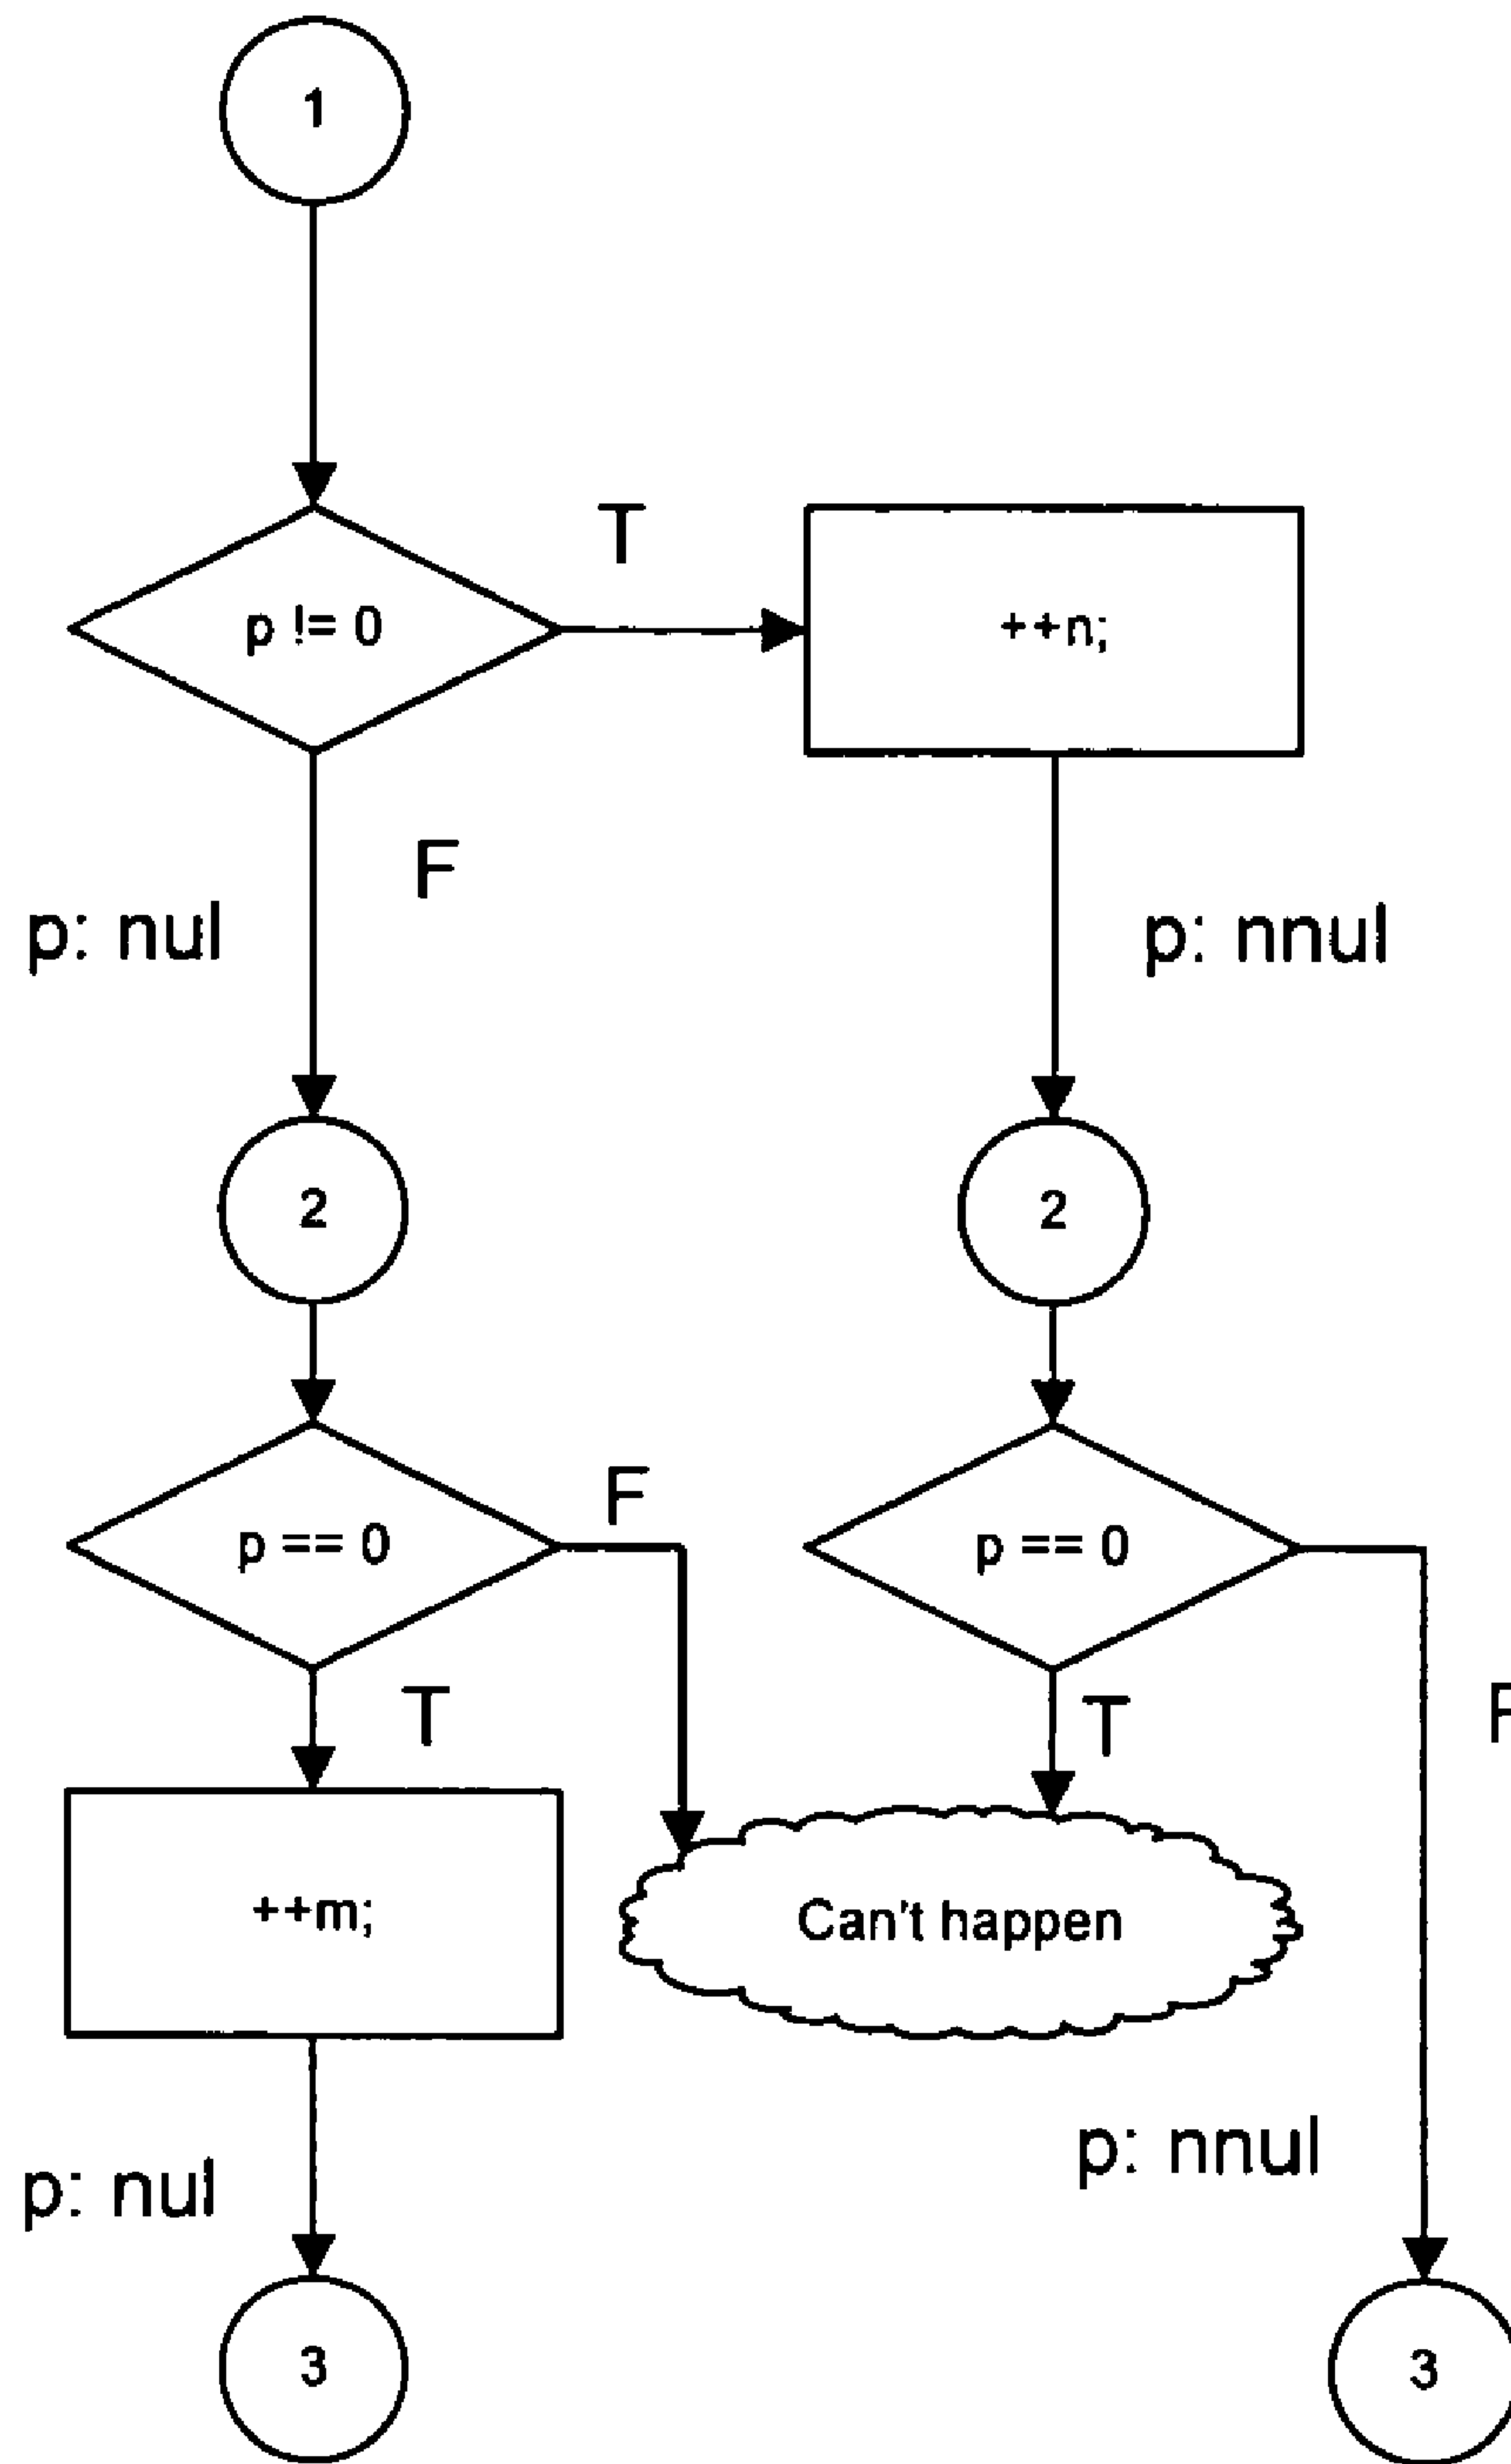 1
T
p != 0
++n;
F
p: nul
p: nnul
2
2
F
p == 0
p == 0
T
T
F
++m;
Can't happen
p: nnul
p: nul
3
3